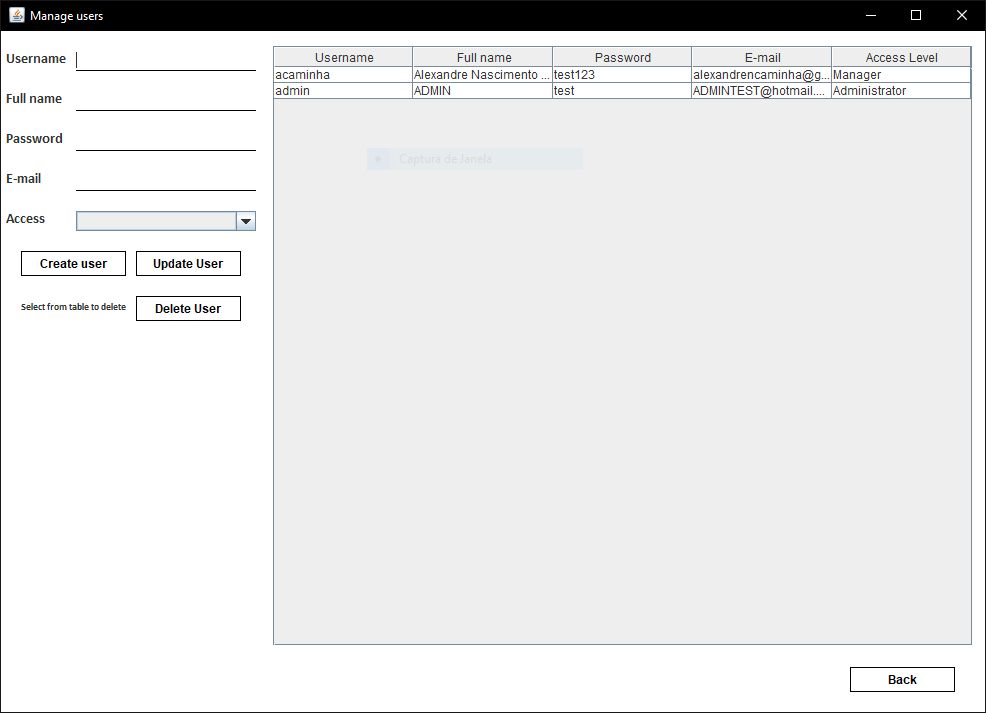 Manage users
Username
Full name
Password
E-mail
Access
Create user Update User
Select from table to delete Delete User
Username Full name Password E-mail Access Level
acaminha Alexandre Nascimento ... test123 alexandrencaminha@g... Manager
admin ADMIN test ADMINTEST@hotmail.... Administrator
Captura de Janela
Back